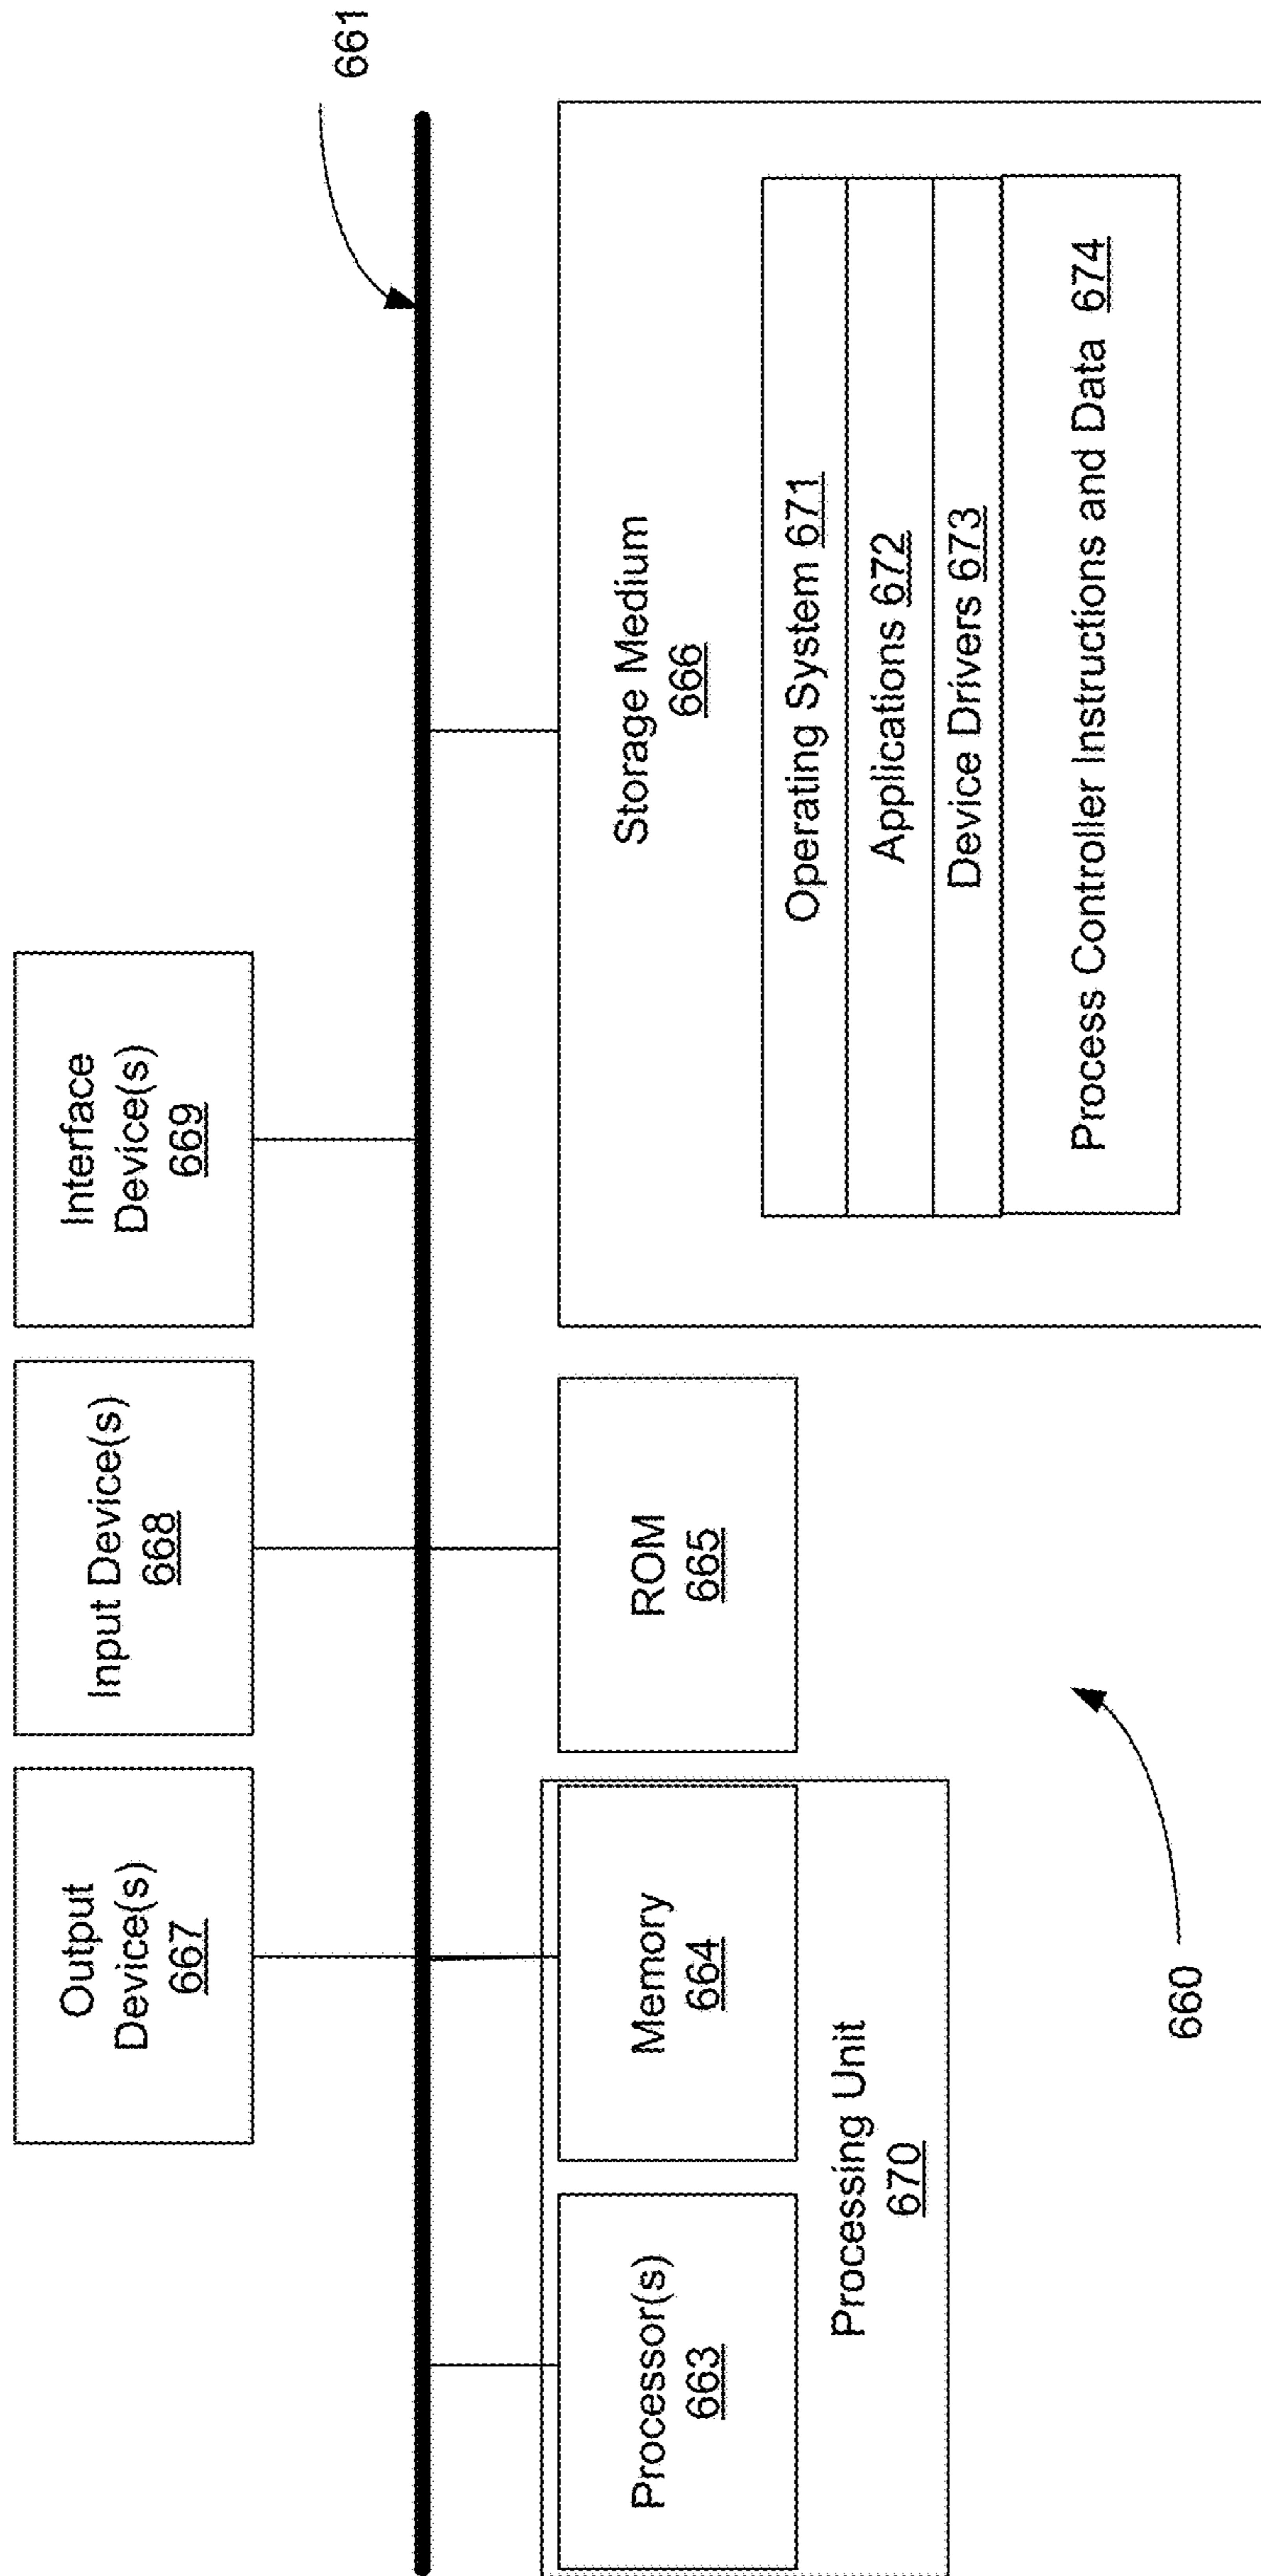 661
Output
Device(s)
667
Input Device(s)
668
Interface
Device(s)
669
Processor(s)
663
Memory
664
Processing Unit
670
ROM
665
Storage Medium
666
Operating System 671
Applications 672
Device Drivers 673
Process Controller Instructions and Data 674
660